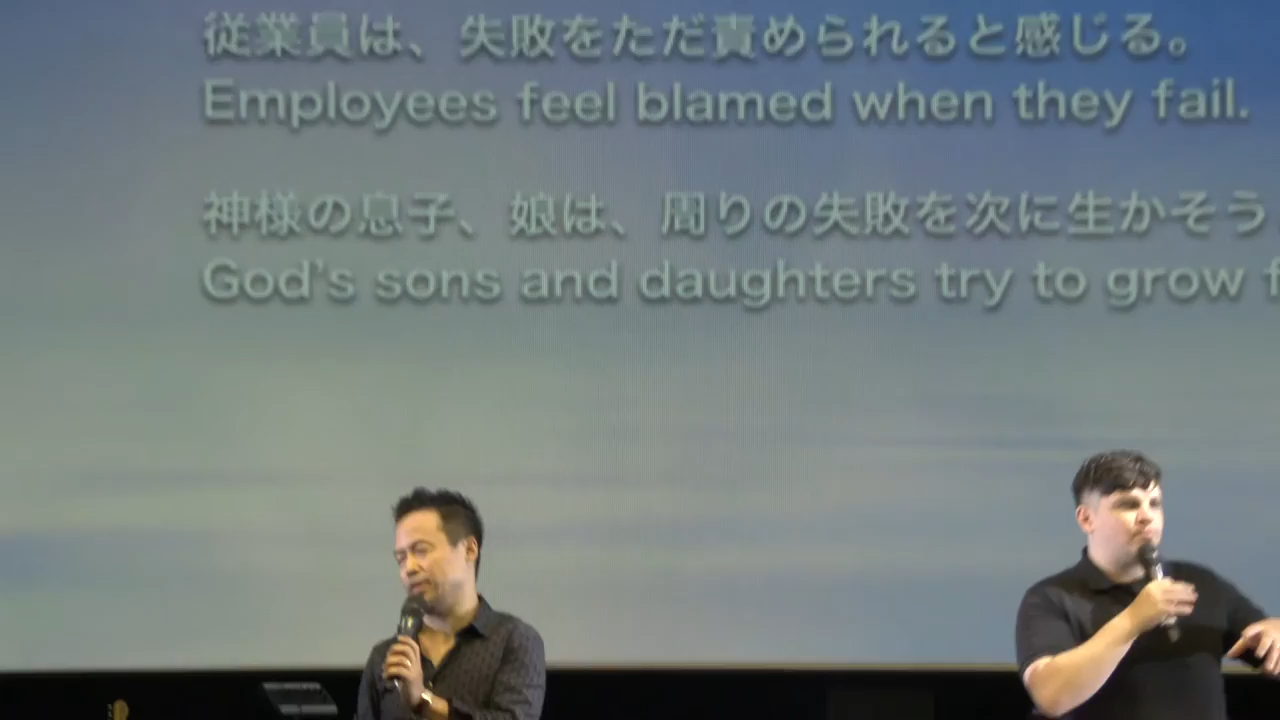 従業員は、失敗をただ責められると感じる。
Employees feel blamed when they fail.
神様の息子、娘は、周りの失敗を次に生かそう
God's sons and daughters try to grow